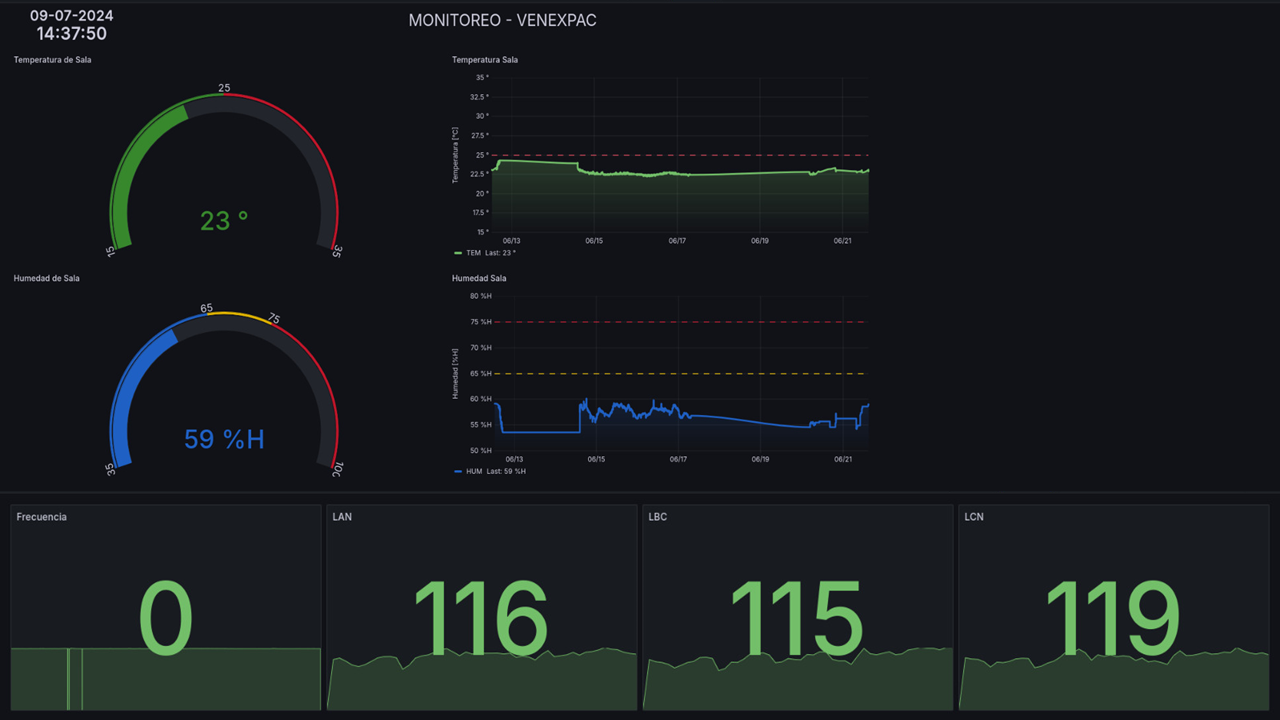 09-07-2024
14:37:50
MONITOREO - VENEXPAC
Temperatura de Sala
15
25
35
23 °
Temperatura Sala
Temperatura [°C]
35 °
32.5 °
30 °
27.5 °
25 °
22.5 °
20 °
17.5 °
15 °
06/13 06/15 06/17 06/19 06/21
TEM Last: 23 °
Humedad de Sala
35
65
75
100
59 %H
Humedad Sala
Humedad [%H]
80 %H
75 %H
70 %H
65 %H
60 %H
55 %H
50 %H
06/13 06/15 06/17 06/19 06/21
HUM Last: 59 %H
Frecuencia
0
LAN
116
LBC
115
LCN
119